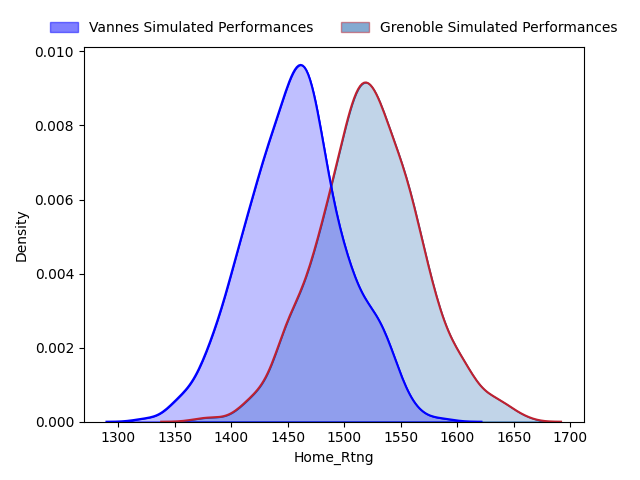 Vannes Simulated Performances Grenoble Simulated Performances
0.010
0.008
0.006
0.004
0.002
0.000
Density
1300 1350 1400 1450 1500 1550 1600 1650 1700
Home_Rtng